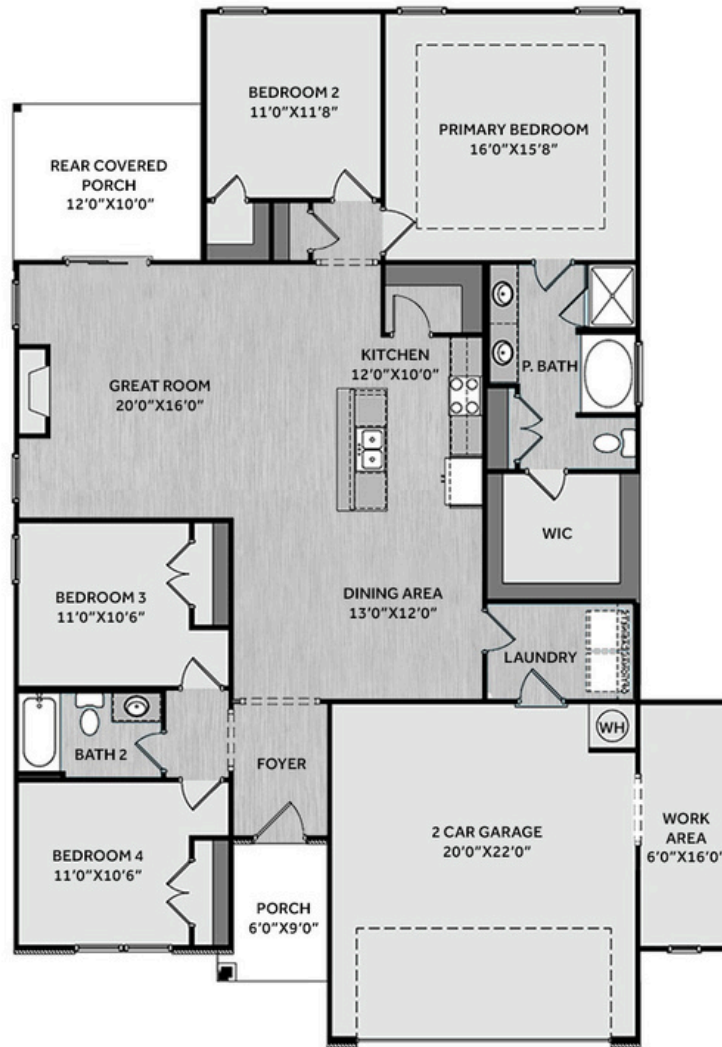 BEDROOM 2
11'0"X11'8"
PRIMARY BEDROOM
16'0"X15'8"
REAR COVERED
PORCH
12'0"X10'0"
KITCHEN
12'0"X10'0"
P. BATH
GREAT ROOM
20'0"X16'0"
WIC
BEDROOM 3
11'0"X10'6"
DINING AREA
13'0"X12'0"
LAUNDRY
WH
BATH 2
FOYER
2 CAR GARAGE
20'0"X22'0"
WORK
AREA
6'0"X16'0"
BEDROOM 4
11'0"X10'6"
PORCH
6'0"X9'0"